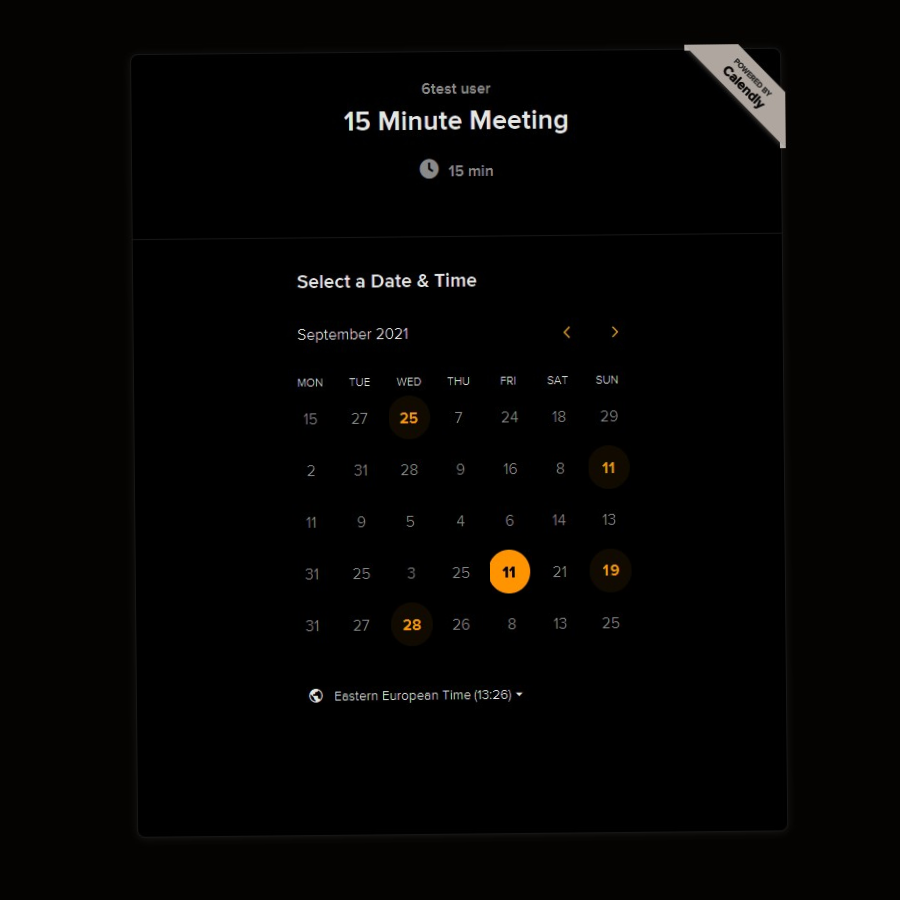 POWERED BY
Calendly
6test user
15 Minute Meeting
15 min
Select a Date & Time
September 2021
MON TUE WED THU FRI SAT SUN
15 27 25 7 24 18 29
2 31 28 9 16 8 11
11 9 5 4 6 14 13
31 25 3 25 11 21 19
31 27 28 26 8 13 25
Eastern European Time (13:26)